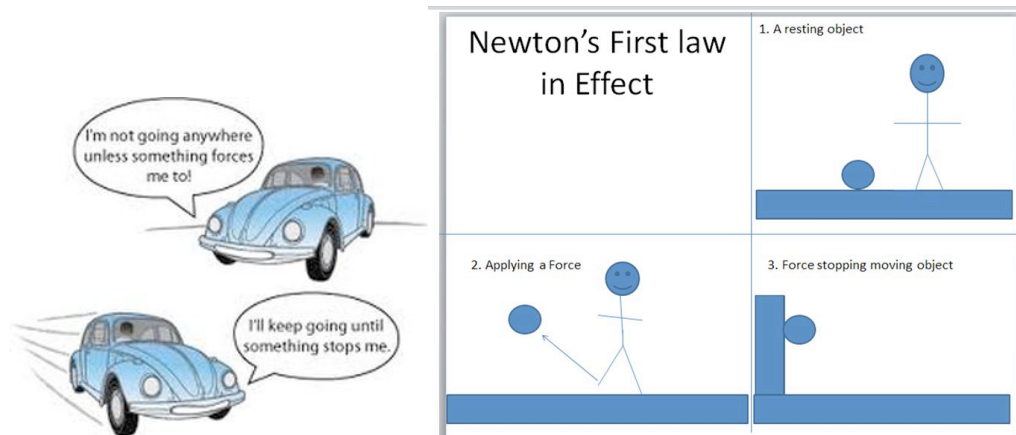 I'm not going anywhere
unless something forces
me to!
I'll keep going until
something stops me.
Newton's First law
in Effect
1. A resting object
2. Applying a Force
3. Force stopping moving object